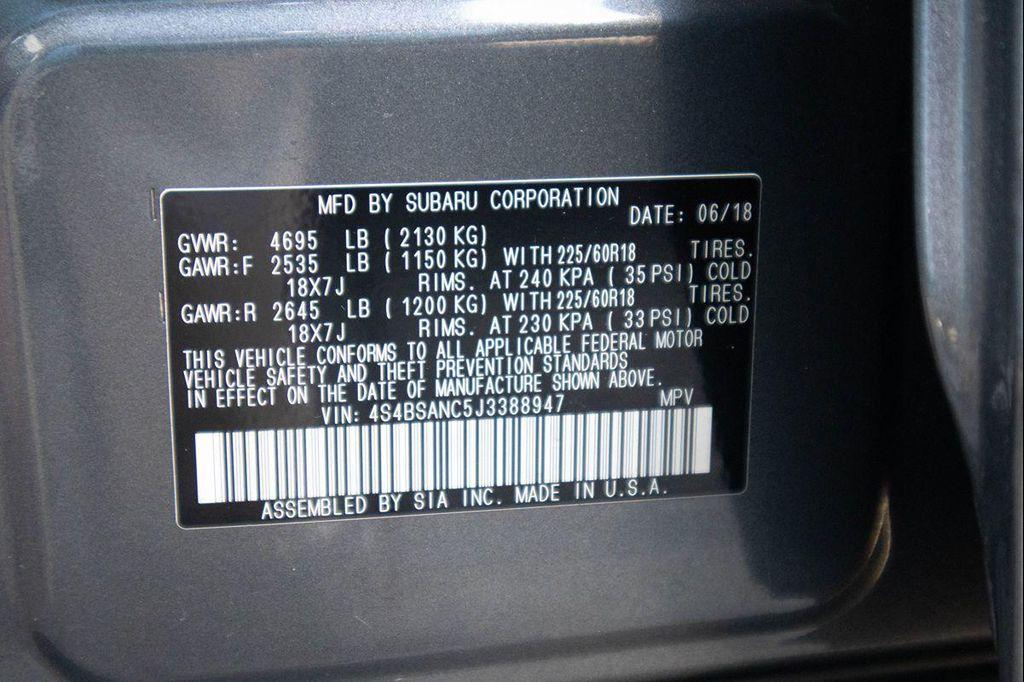 MFD BY SUBARU CORPORATION DATE: 06/18
GVWR: 4695 LB ( 2130 KG)
GAWR:F 2535 LB ( 1150 KG) WITH 225/60R18 TIRES.
18X7J RIMS. AT 240 KPA ( 35 PSI) COLD
GAWR:R 2645 LB ( 1200 KG) WITH 225/60R18 TIRES.
18X7J RIMS. AT 230 KPA ( 33 PSI) COLD
THIS VEHICLE CONFORMS TO ALL APPLICABLE FEDERAL MOTOR
VEHICLE SAFETY AND THEFT PREVENTION STANDARDS
IN EFFECT ON THE DATE OF MANUFACTURE SHOWN ABOVE.
VIN: 4S4BSANC5J3388947 MPV
ASSEMBLED BY SIA INC. MADE IN U.S.A.